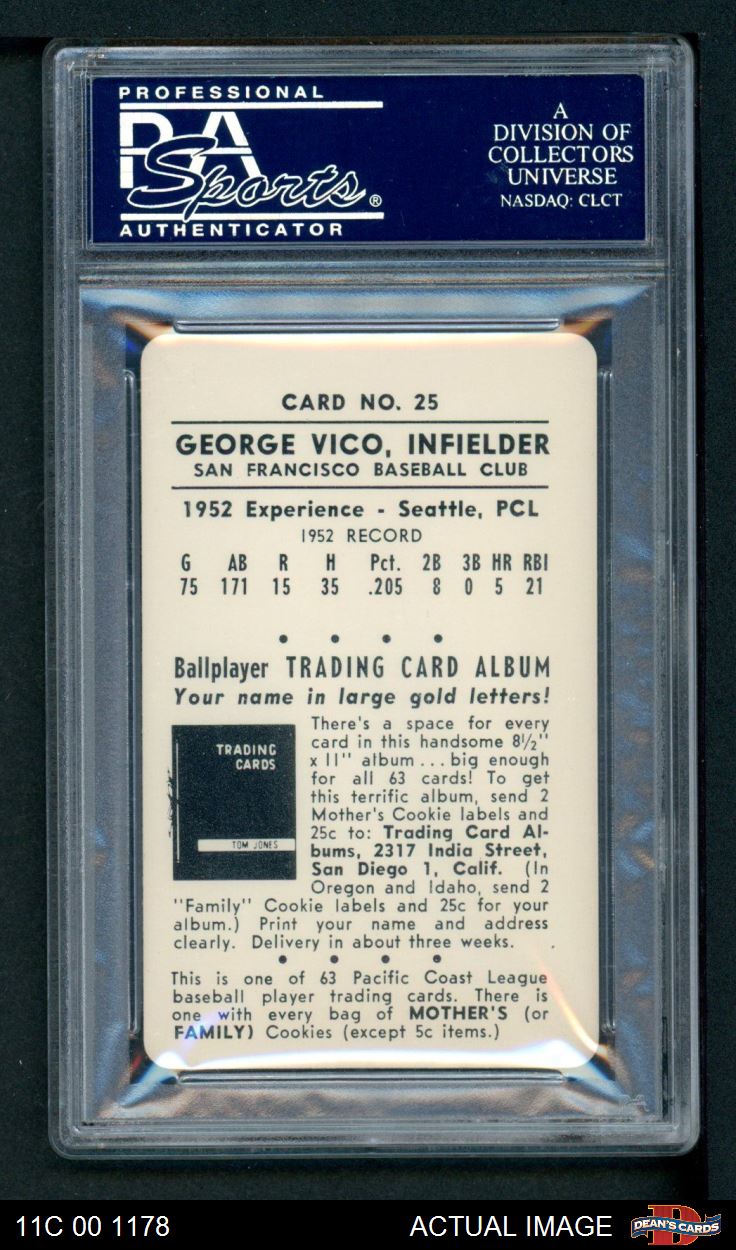 PROFESSIONAL
PSA
Sports®
AUTHENTICATOR
A
DIVISION OF
COLLECTORS
UNIVERSE
NASDAQ: CLCT
CARD NO. 25
GEORGE VICO, INFIELDER
SAN FRANCISCO BASEBALL CLUB
1952 Experience - Seattle, PCL
1952 RECORD
G AB R H Pct. 2B 3B HR RBI
75 171 15 35 .205 8 0 5 21
• • • •
Ballplayer TRADING CARD ALBUM
Your name in large gold letters!
TRADING
CARDS
TOM JONES
There's a space for every
card in this handsome 8½"
x 11" album ... big enough
for all 63 cards! To get
this terrific album, send 2
Mother's Cookie labels and
25c to: Trading Card Al-
bums, 2317 India Street,
San Diego 1, Calif. (In
Oregon and Idaho, send 2
"Family" Cookie labels and 25c for your
album.) Print your name and address
clearly. Delivery in about three weeks.
• • • •
This is one of 63 Pacific Coast League
baseball player trading cards. There is
one with every bag of MOTHER'S (or
FAMILY) Cookies (except 5c items.)
11C 00 1178 ACTUAL IMAGE
D
DEAN'S CARDS